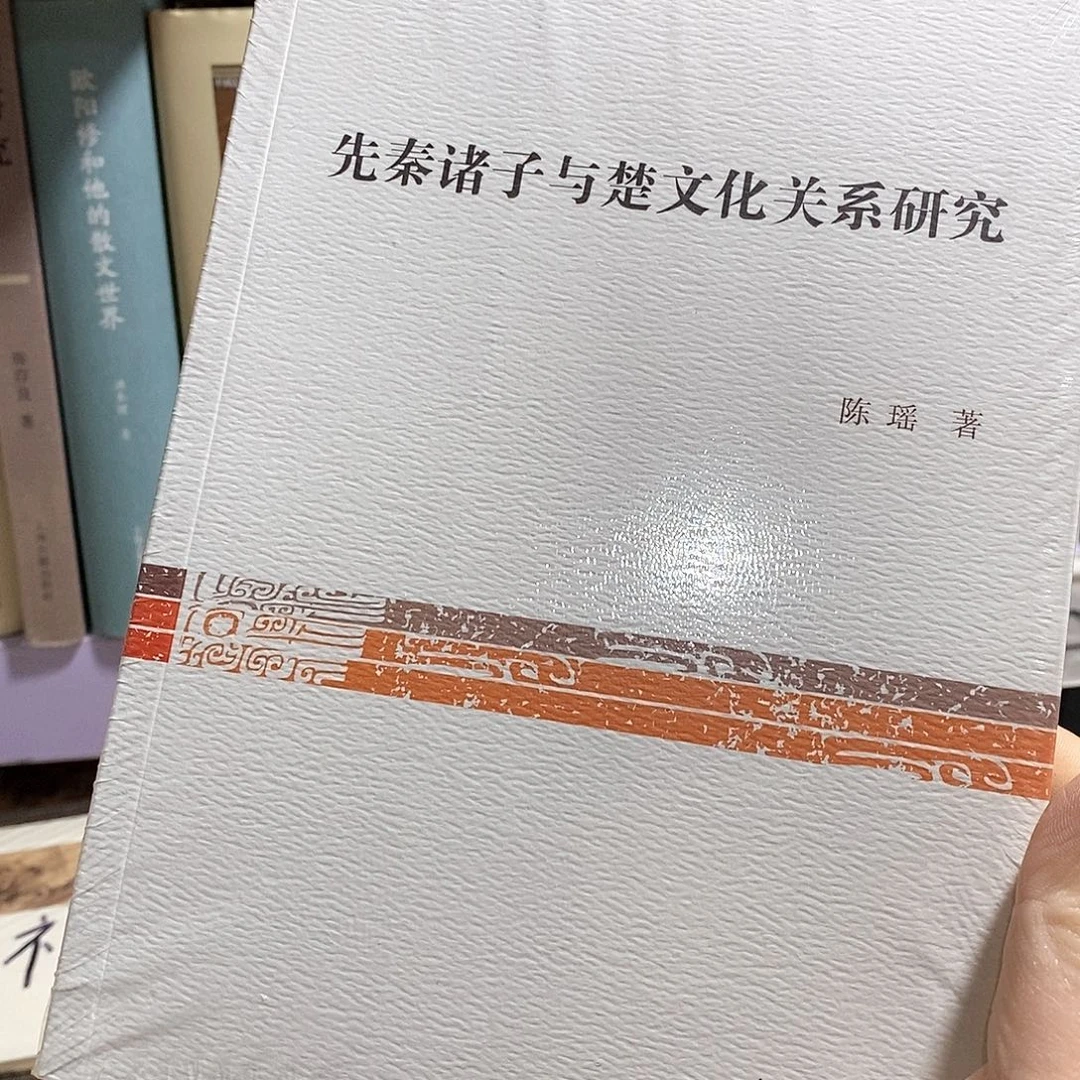 先秦诸子与楚文化关系研究
陈瑶 著
欧阳修和他的散文世界